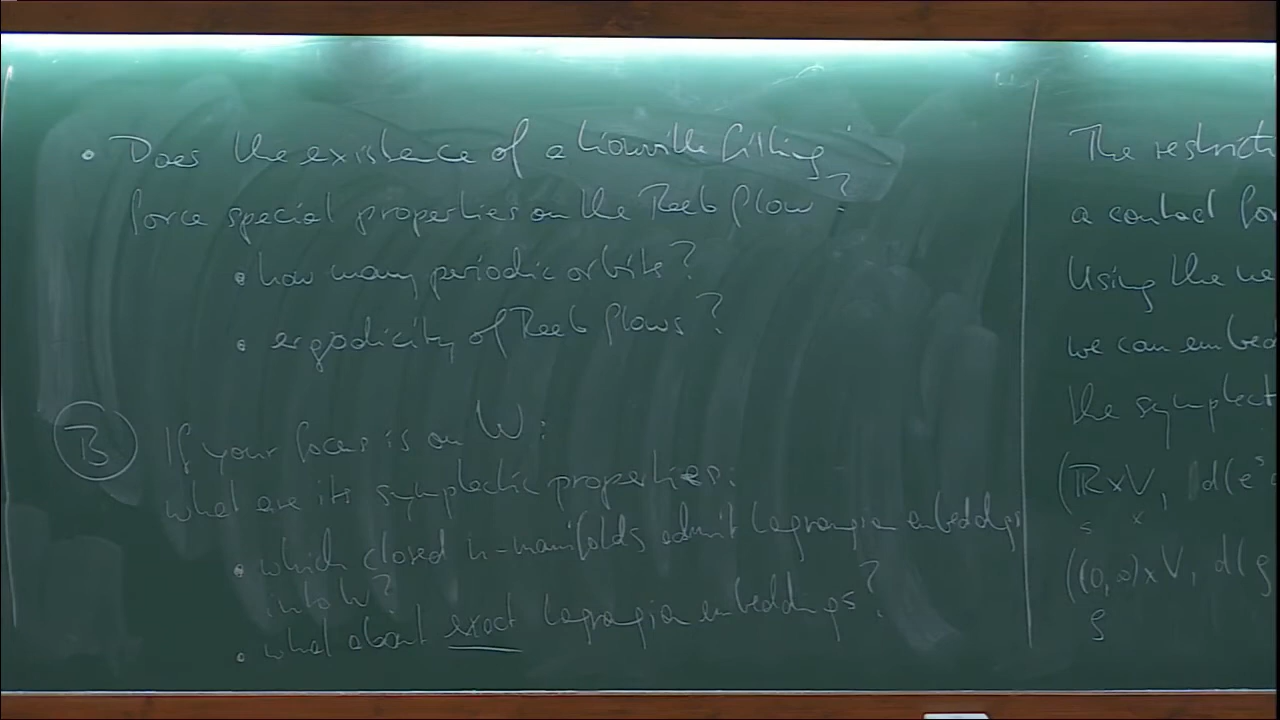 • Does the existence of a Liouville filling
force special properties on the Reeb flow?
• how many periodic orbits?
• ergodicity of Reeb flows?
B If your focus is on W:
what are its symplectic properties:
• which closed n-manifolds admit Lagrangian embeddings
into W?
• what about exact Lagrangian embeddings?
The restrict
a contact for
Using the
we can embed
the symplect
(ℝ×V, d(e^s
s x
((0,∞)×V, d(ρ
ρ